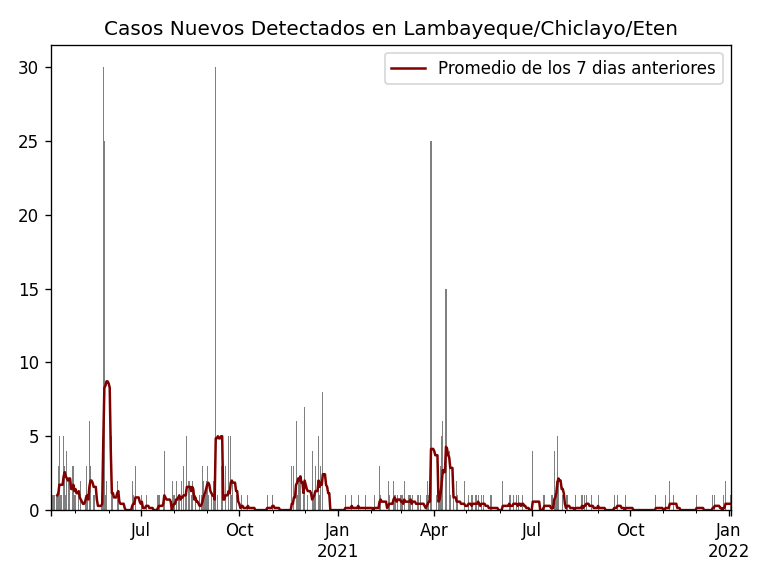 Casos Nuevos Detectados en Lambayeque/Chiclayo/Eten
Promedio de los 7 dias anteriores
30
25
20
15
10
5
0
Jul Oct Jan Apr Jul Oct Jan
2021 2022